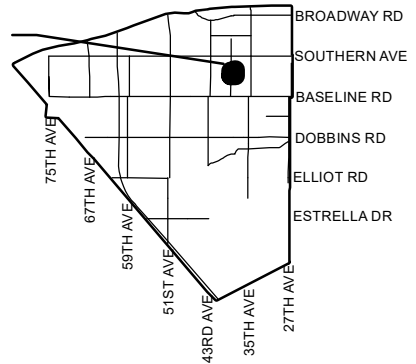 BROADWAY RD
SOUTHERN AVE
BASELINE RD
DOBBINS RD
ELLIOT RD
ESTRELLA DR
75TH AVE
67TH AVE
59TH AVE
51ST AVE
43RD AVE
35TH AVE
27TH AVE